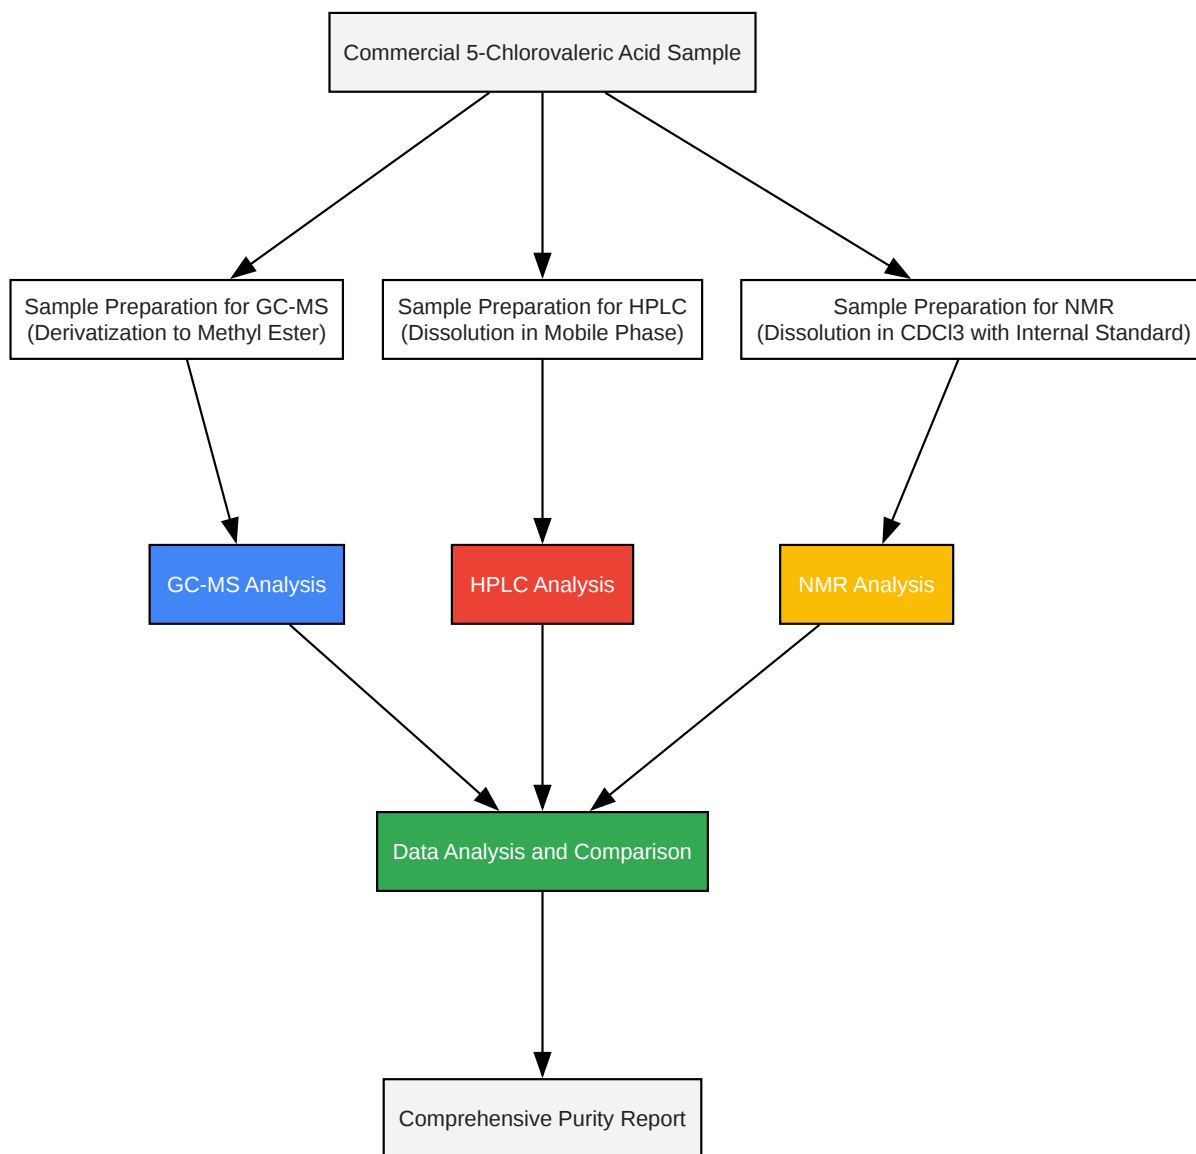 Commercial 5-Chlorovaleric Acid Sample
Sample Preparation for GC-MS
(Derivatization to Methyl Ester)
Sample Preparation for HPLC
(Dissolution in Mobile Phase)
Sample Preparation for NMR
(Dissolution in CDCl3 with Internal Standard)
GC-MS Analysis
HPLC Analysis
NMR Analysis
Data Analysis and Comparison
Comprehensive Purity Report